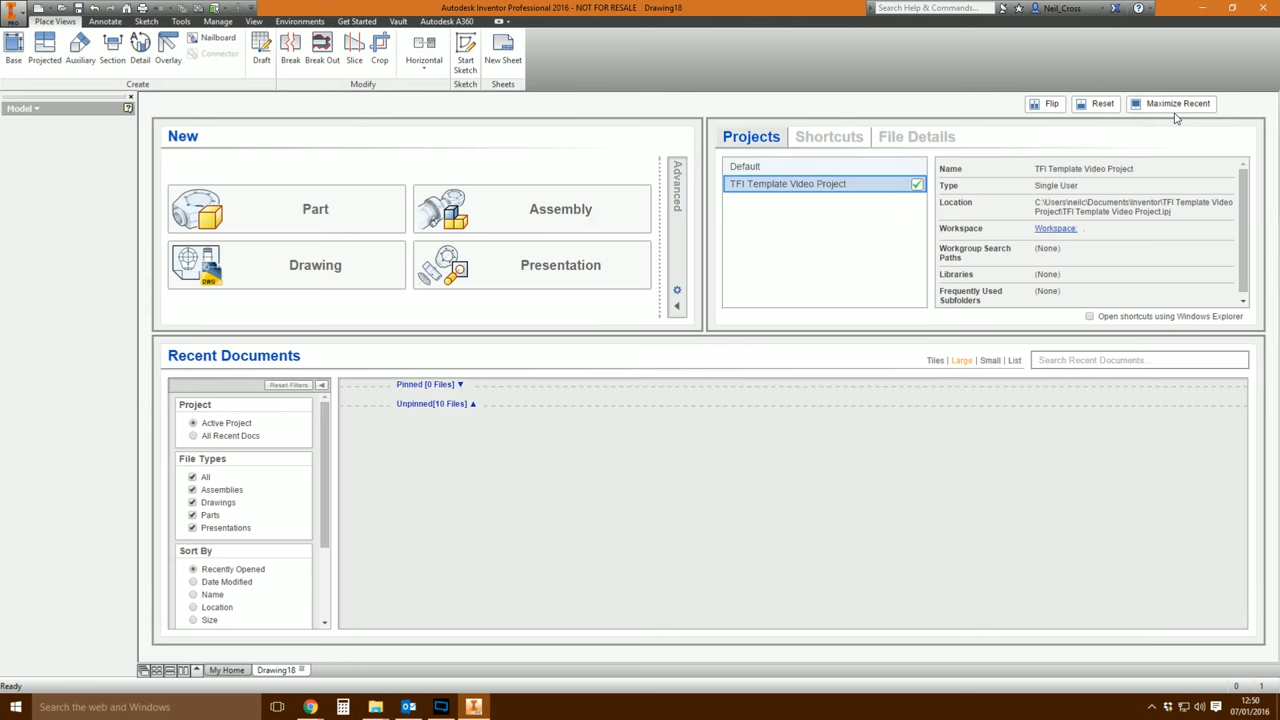 Autodesk Inventor Professional 2016 - NOT FOR RESALE Drawing18
Search Help & Commands...
Neil_Cross
PRO
Place Views Annotate Sketch Tools Manage View Environments Get Started Vault Autodesk A360
Base Projected Auxiliary Section Detail Overlay
Nailboard
Connector
Draft Break Break Out Slice Crop Horizontal
Start Sketch
New Sheet
Create Modify Sketch Sheets
Model
Flip Reset Maximize Recent
New
Part
Assembly
Drawing
DWG
Presentation
Advanced
Projects Shortcuts File Details
Default
TFI Template Video Project
Name TFI Template Video Project
Type Single User
Location C:\Users\neilc\Documents\Inventor\TFI Template Video
Project\TFI Template Video Project.ipj
Workspace Workspace.
Workgroup Search Paths (None)
Libraries (None)
Frequently Used Subfolders (None)
Open shortcuts using Windows Explorer
Recent Documents
Tiles Large Small List
Search Recent Documents...
Reset Filters
Project
Active Project
All Recent Docs
File Types
All
Assemblies
Drawings
Parts
Presentations
Sort By
Recently Opened
Date Modified
Name
Location
Size
Pinned [0 Files]
Unpinned[10 Files]
My Home Drawing18
Ready
0 1
Search the web and Windows
12:50
07/01/2016